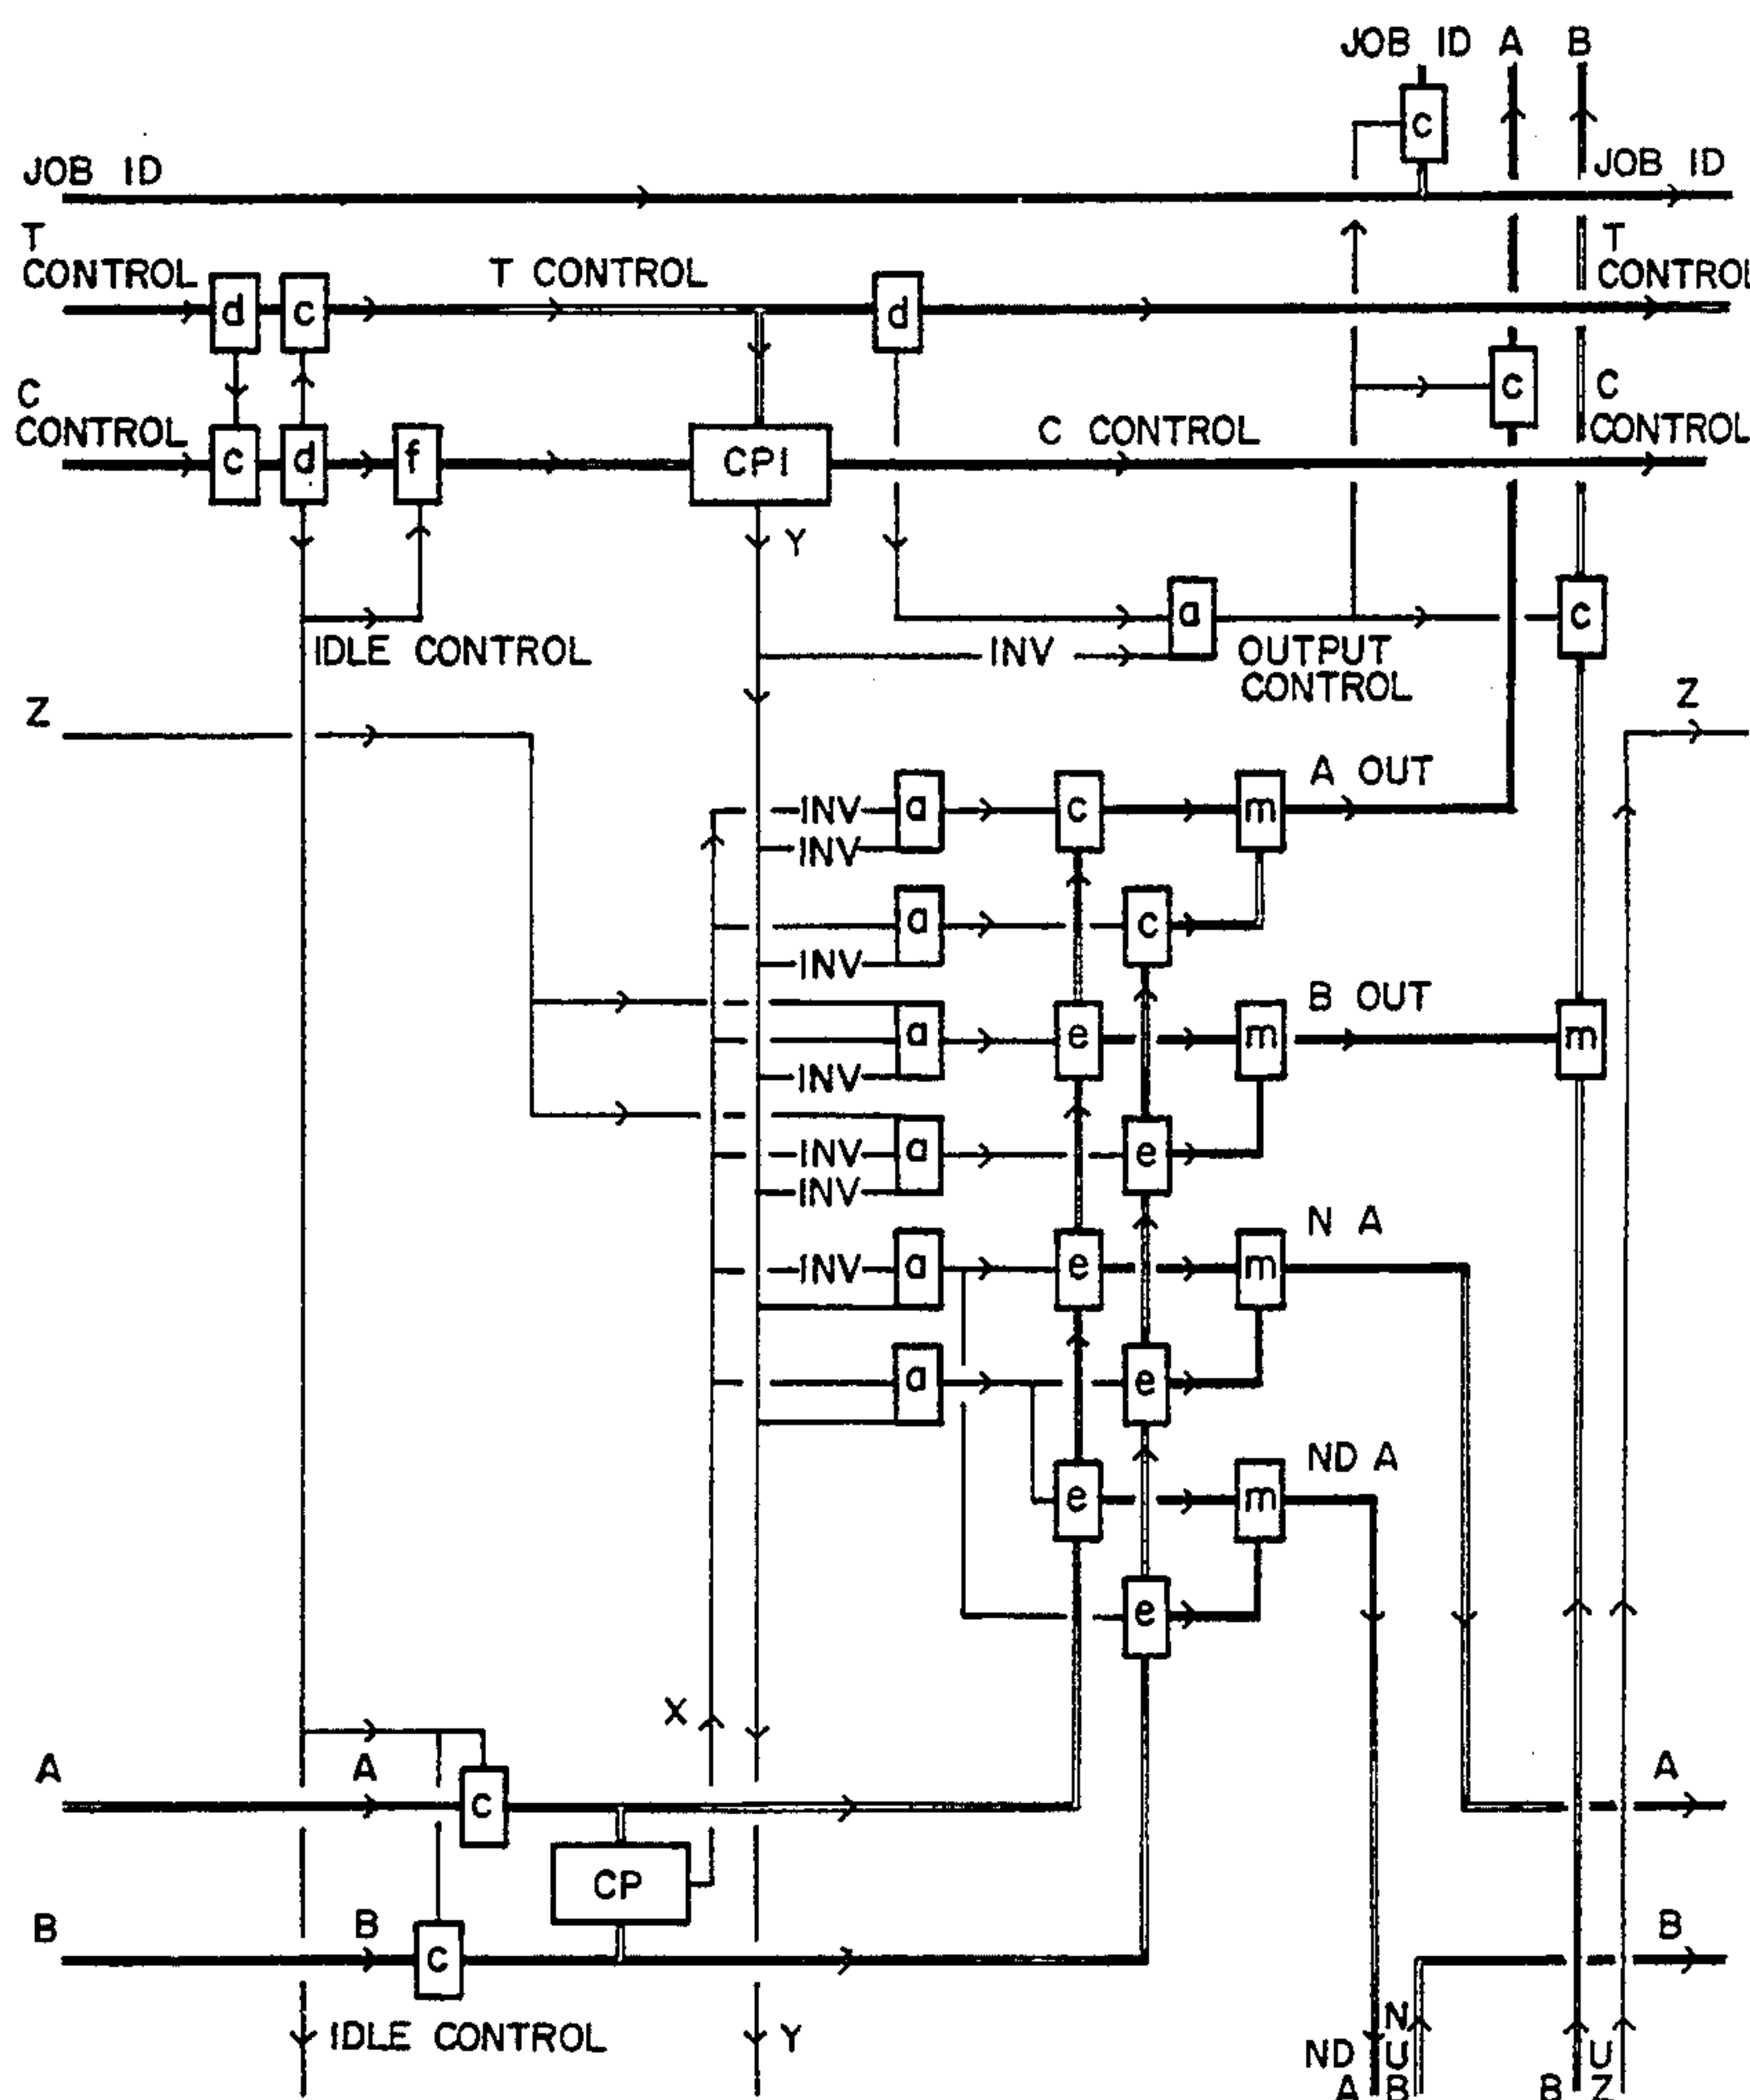 JOB ID A B
JOB ID
c
JOB ID
T
CONTROL
T CONTROL
T
CONTROL
d
c
d
c
C
CONTROL
C CONTROL
C
CONTROL
c
d
f
CPI
Y
a
c
IDLE CONTROL
INV
OUTPUT
CONTROL
Z
Z
INV
INV
a
c
m
A OUT
INV
a
c
INV
a
e
m
B OUT
m
INV
INV
a
e
INV
a
e
m
N A
a
e
e
m
ND A
e
X
A
A
c
A
CP
B
B
c
B
IDLE CONTROL
Y
N
ND U U
A B B Z